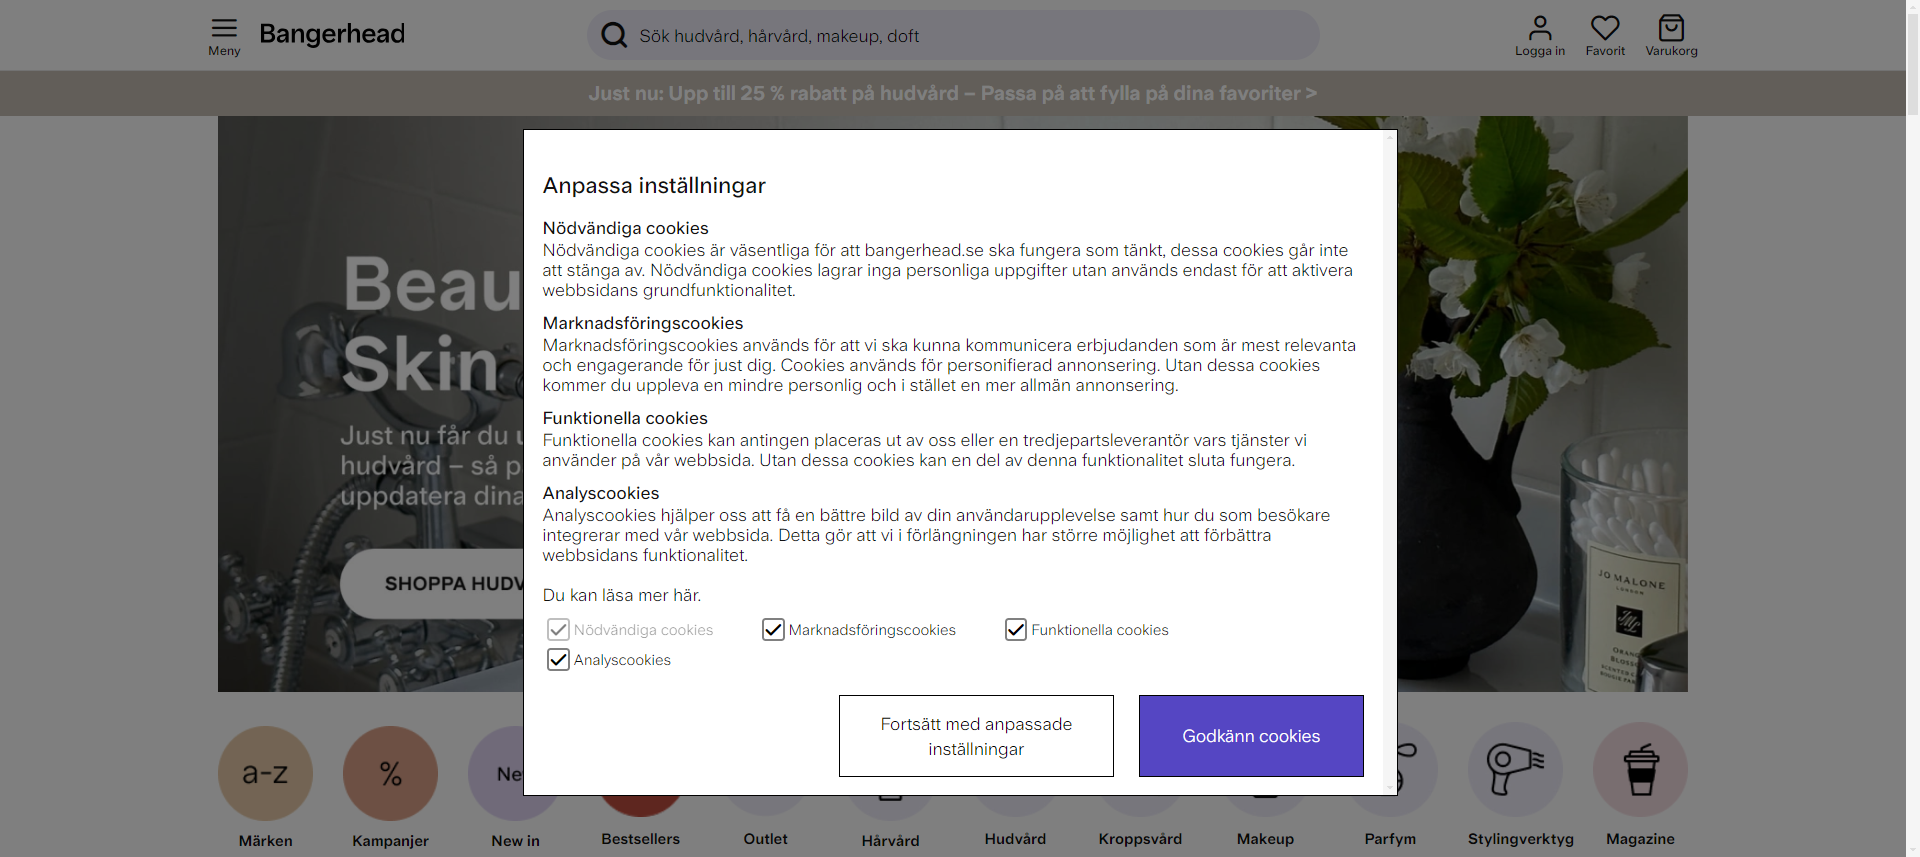 Meny
Bangerhead
Sök hudvård, hårvård, makeup, doft
Logga in
Favorit
Varukorg
Just nu: Upp till 25 % rabatt på hudvård – Passa på att fylla på dina favoriter >
Beau
Skin
Just nu får du u
hudvård – så p
uppdatera dina
SHOPPA HUDV
Anpassa inställningar
Nödvändiga cookies
Nödvändiga cookies är väsentliga för att bangerhead.se ska fungera som tänkt, dessa cookies går inte
att stänga av. Nödvändiga cookies lagrar inga personliga uppgifter utan används endast för att aktivera
webbsidans grundfunktionalitet.
Marknadsföringscookies
Marknadsföringscookies används för att vi ska kunna kommunicera erbjudanden som är mest relevanta
och engagerande för just dig. Cookies används för personifierad annonsering. Utan dessa cookies
kommer du uppleva en mindre personlig och i stället en mer allmän annonsering.
Funktionella cookies
Funktionella cookies kan antingen placeras ut av oss eller en tredjepartsleverantör vars tjänster vi
använder på vår webbsida. Utan dessa cookies kan en del av denna funktionalitet sluta fungera.
Analyscookies
Analyscookies hjälper oss att få en bättre bild av din användarupplevelse samt hur du som besökare
integrerar med vår webbsida. Detta gör att vi i förlängningen har större möjlighet att förbättra
webbsidans funktionalitet.
Du kan läsa mer här.
Nödvändiga cookies
Marknadsföringscookies
Funktionella cookies
Analyscookies
Fortsätt med anpassade
inställningar
Godkänn cookies
JO MALONE
LONDON
a-z
%
Ne
Märken
Kampanjer
New in
Bestsellers
Outlet
Hårvård
Hudvård
Kroppsvård
Makeup
Parfym
Stylingverktyg
Magazine